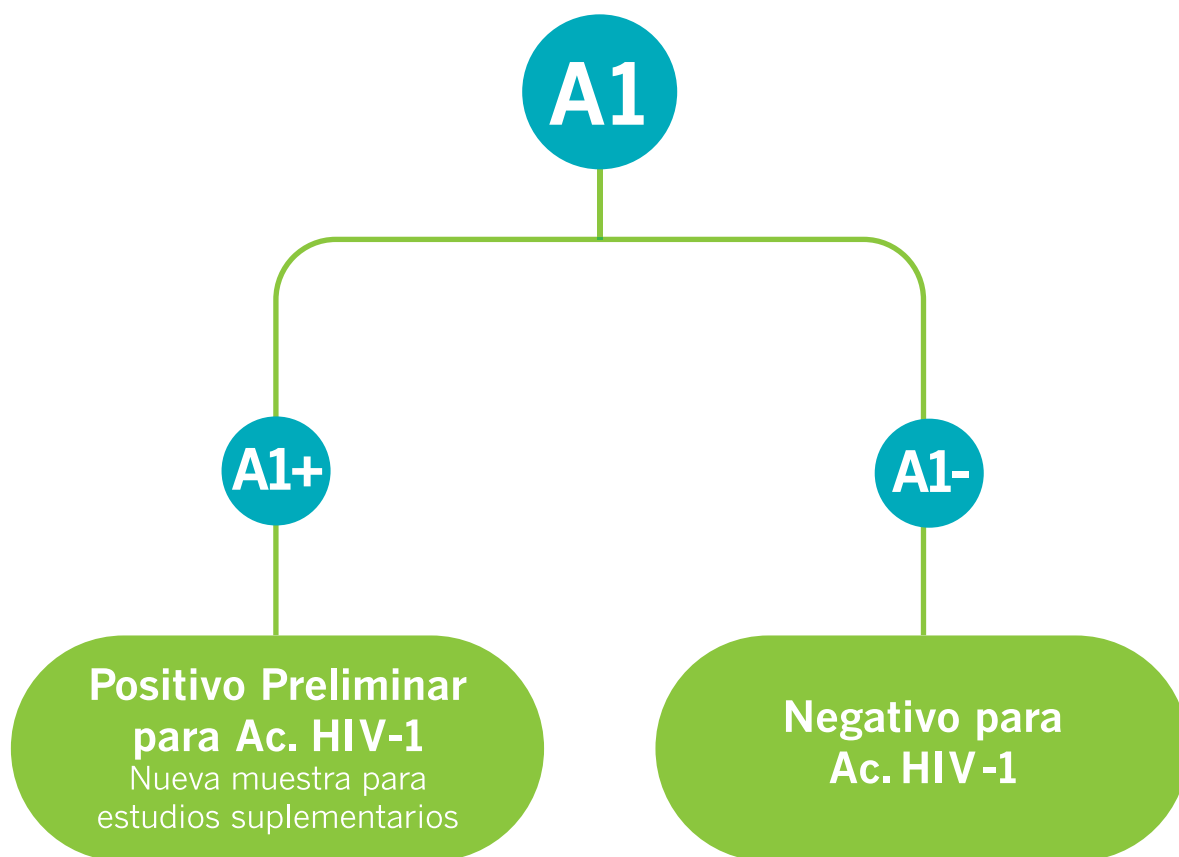 A1
A1+
A1-
Positivo Preliminar
para Ac. HIV-1
Nueva muestra para
estudios suplementarios
Negativo para
Ac. HIV-1